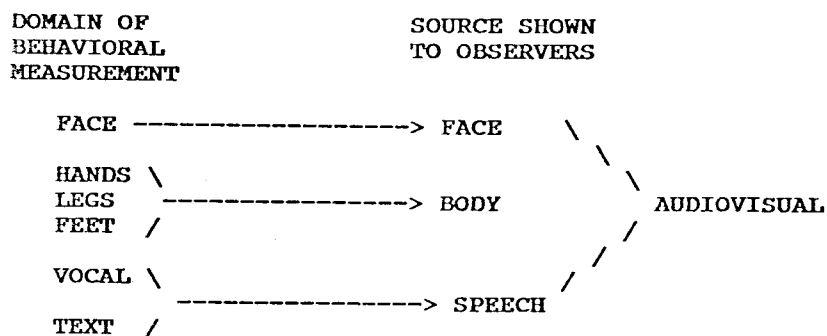 DOMAIN OF
BEHAVIORAL
MEASUREMENT
SOURCE SHOWN
TO OBSERVERS
FACE --------------------> FACE \
\
\
HANDS \
LEGS -------------------> BODY AUDIOVISUAL
FEET /
/
/
VOCAL \
-------------------> SPEECH /
TEXT /